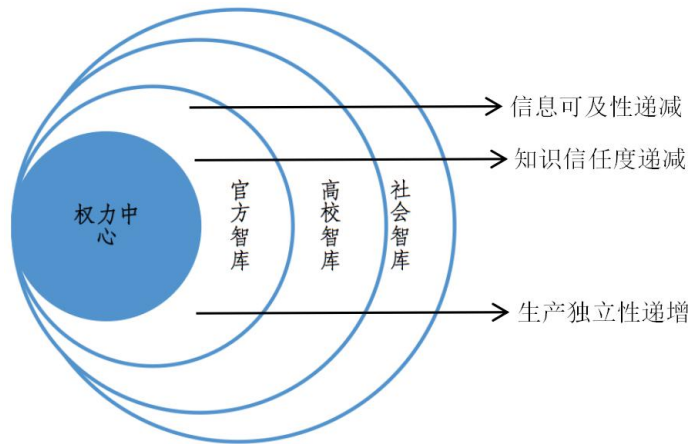 信息可及性递减
知识信任度递减
权力中
心
官方智库
高校智库
社会智库
生产独立性递增